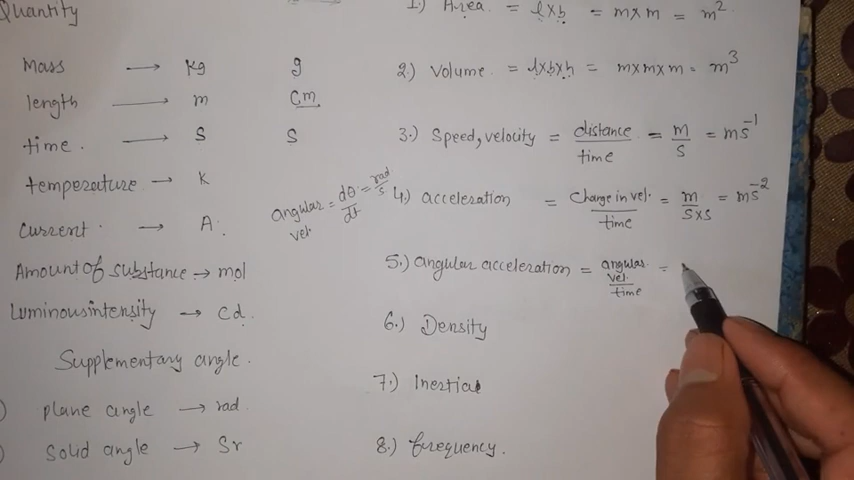 Quantity
Mass → Kg g
length → m cm
time. → S S
temperature → K
Current. → A.
Amount of substance → mol
Luminous intensity → Cd.
Supplementary angle.
plane angle → rad
Solid angle → Sr
1.) Area = l×b = m×m = m²
2.) Volume = l×b×h = m×m×m = m³
3.) Speed, velocity = distance/time = m/s = ms⁻¹
angular vel. = dθ/dt = rad/s
4.) acceleration = Change in vel./time = m/s×s = ms⁻²
5.) angular acceleration = angular vel./time =
6.) Density
7.) Inertia
8.) frequency.